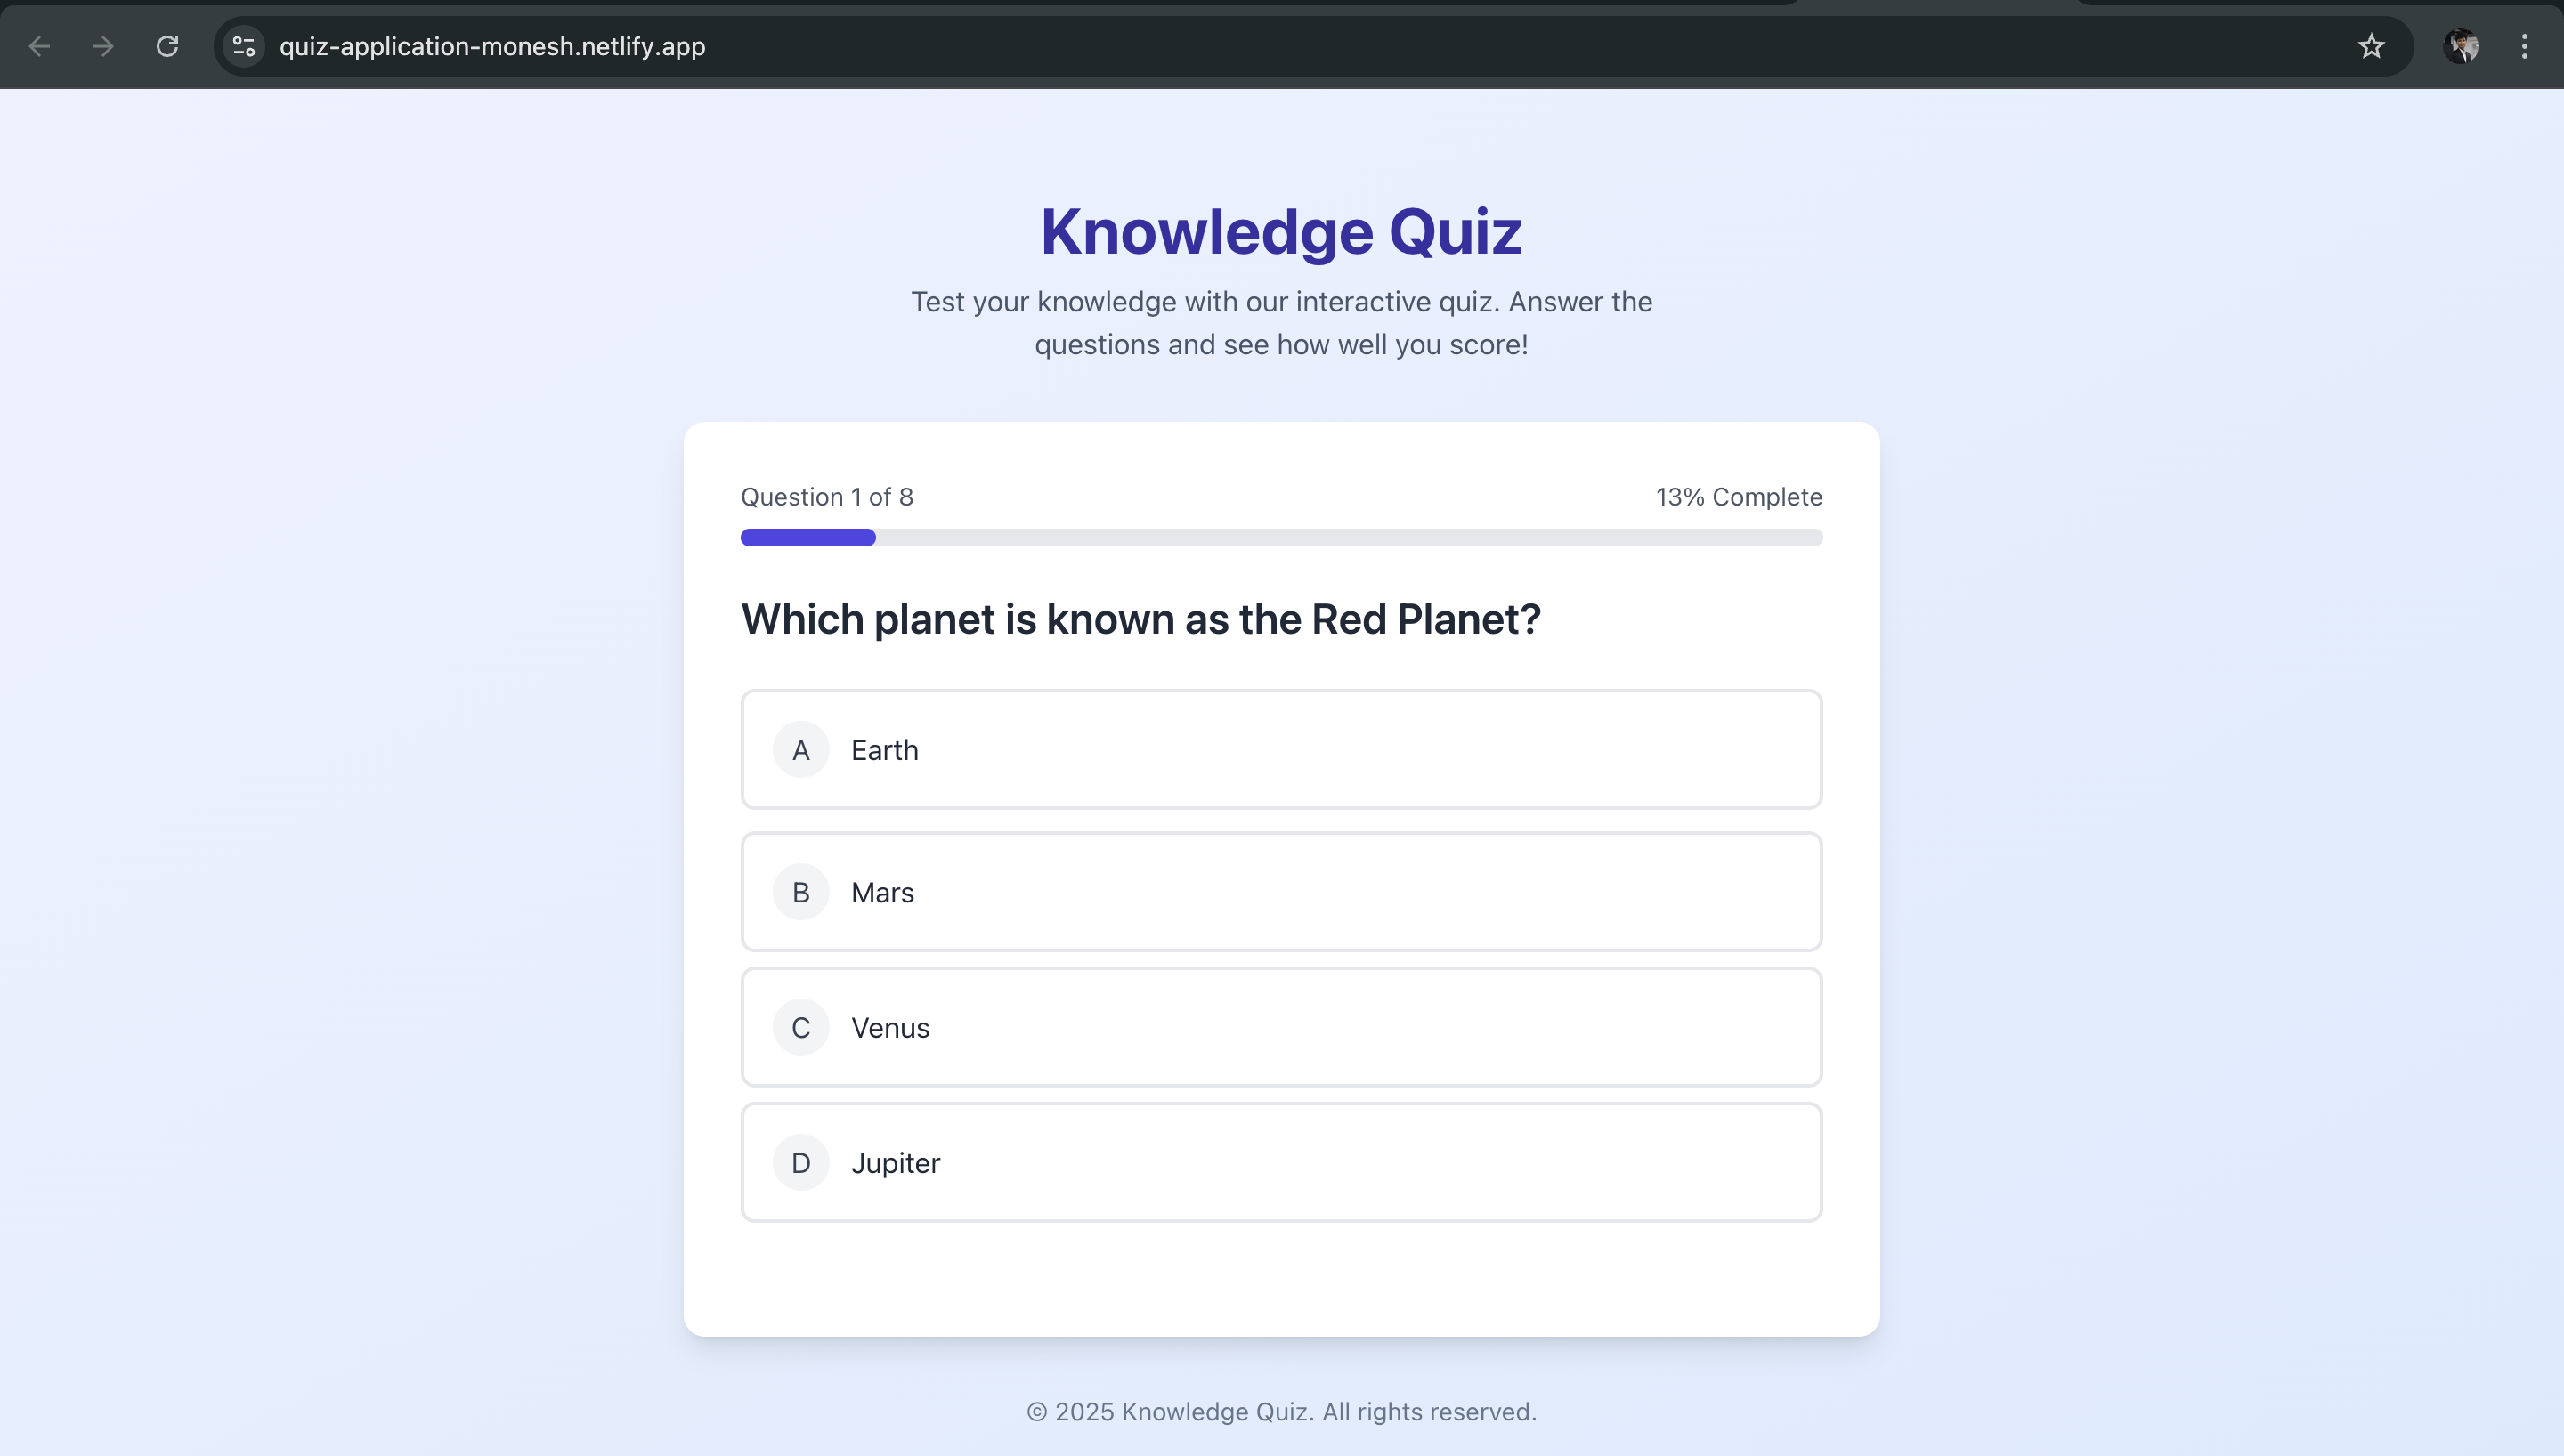 quiz-application-monesh.netlify.app
Knowledge Quiz
Test your knowledge with our interactive quiz. Answer the
questions and see how well you score!
Question 1 of 8
13% Complete
Which planet is known as the Red Planet?
A Earth
B Mars
C Venus
D Jupiter
© 2025 Knowledge Quiz. All rights reserved.